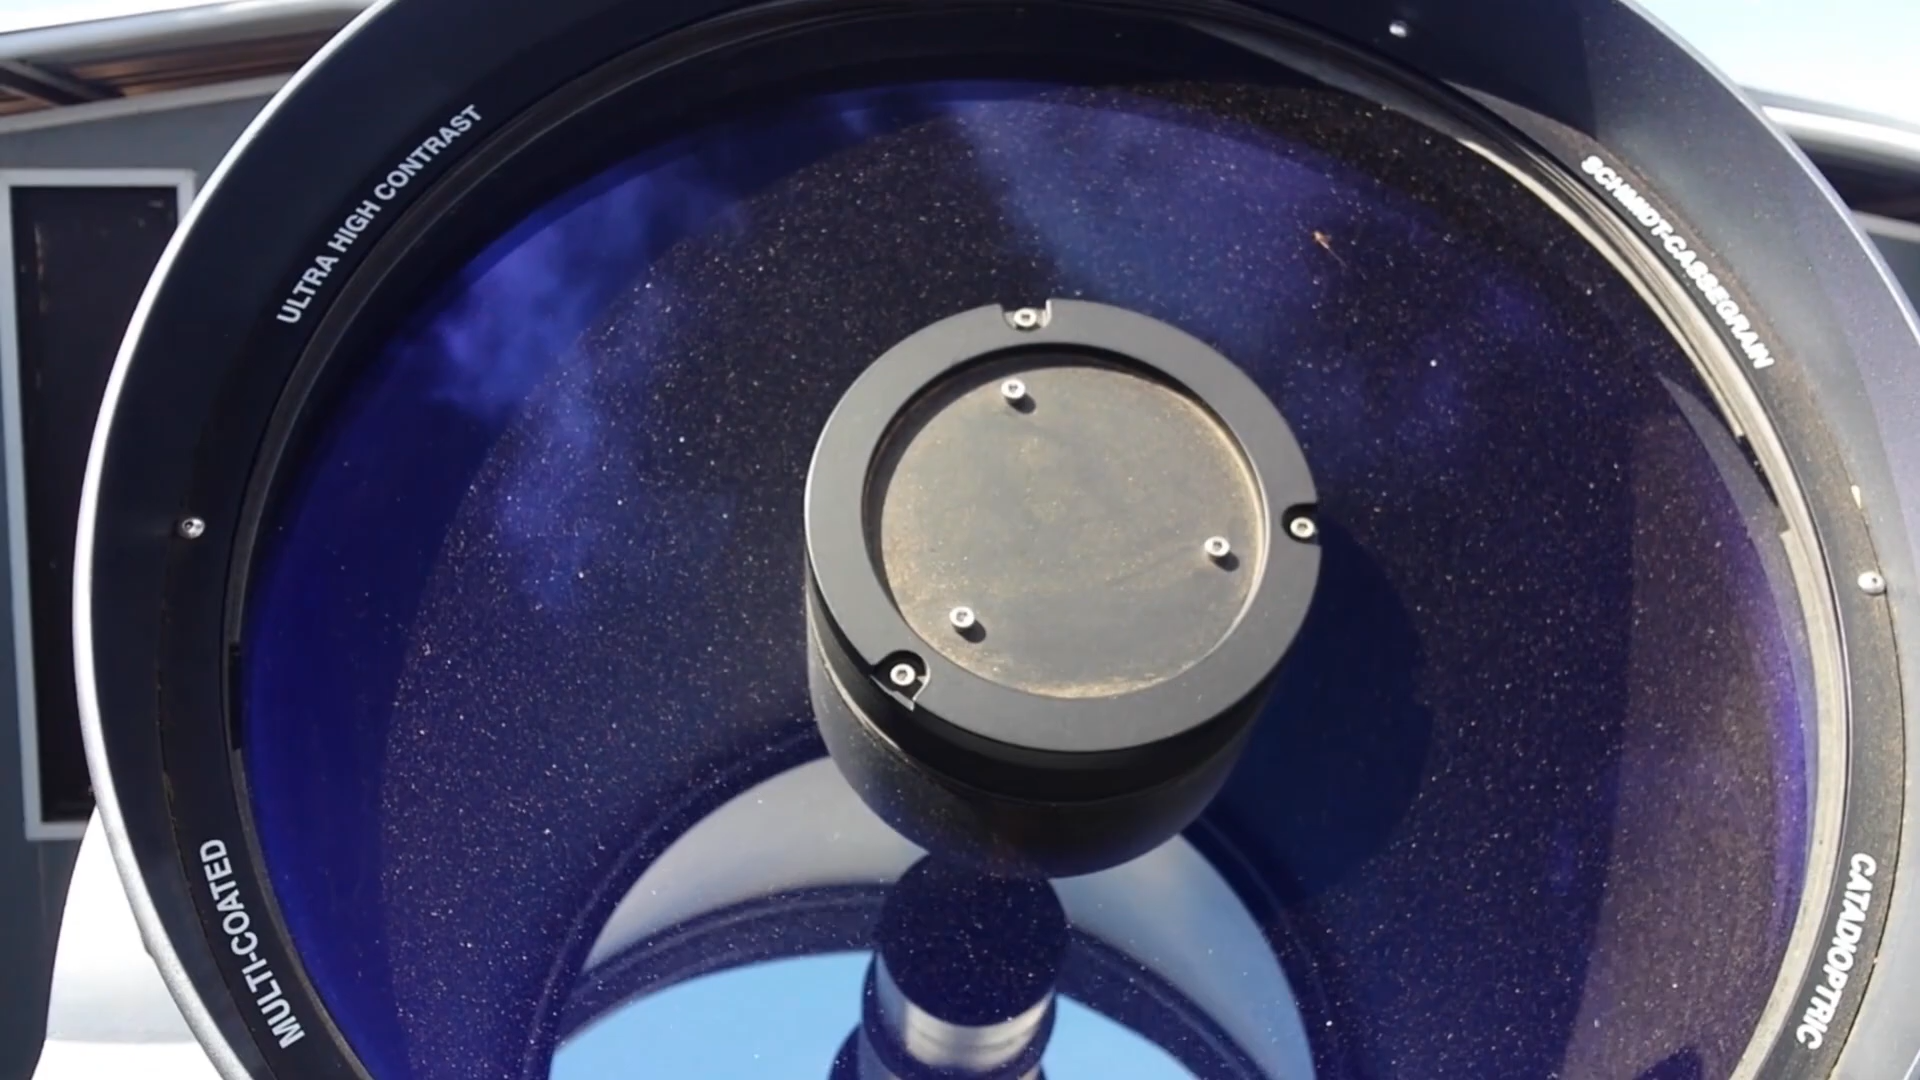 ULTRA HIGH CONTRAST
SCHMIDT-CASSEGRAIN
MULTI-COATED
CATADIOPTRIC